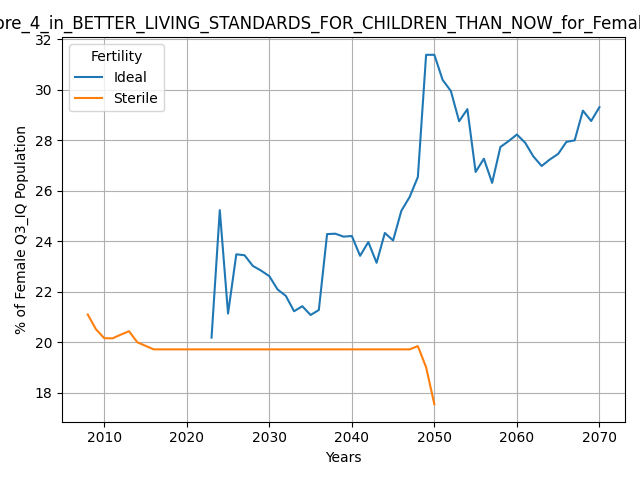 ore_4_in_BETTER_LIVING_STANDARDS_FOR_CHILDREN_THAN_NOW_for_Femal
Fertility
Ideal
Sterile
% of Female Q3_IQ Population
32
30
28
26
24
22
20
18
2010 2020 2030 2040 2050 2060 2070
Years